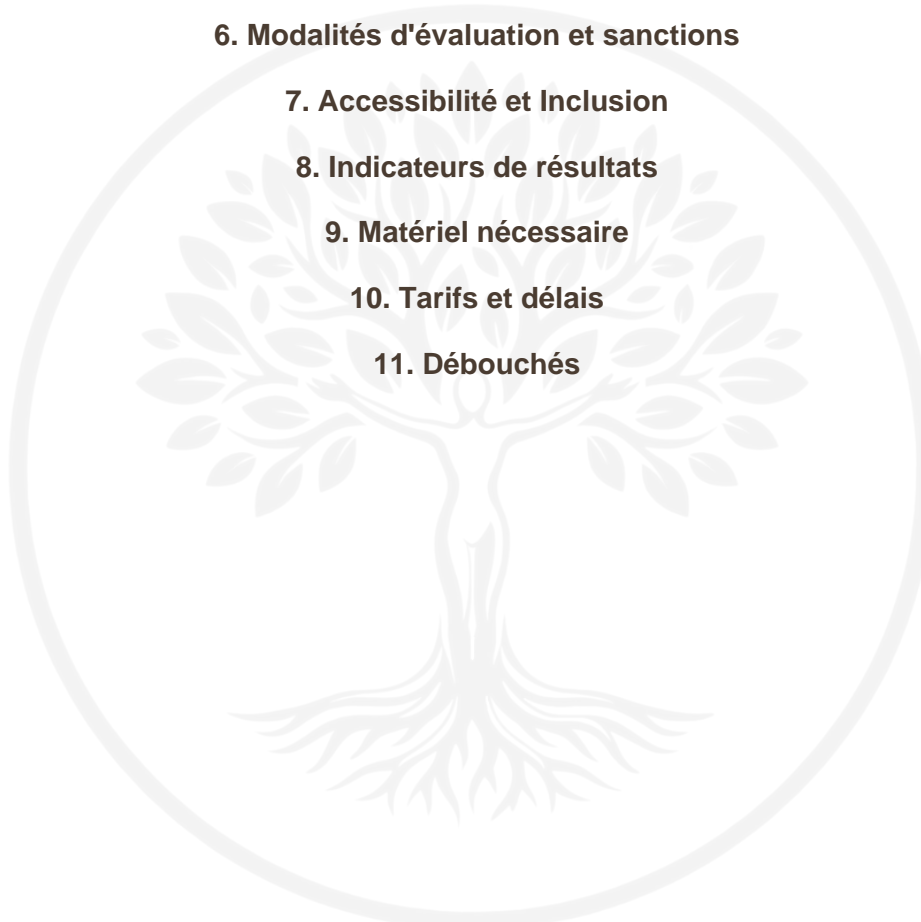 6. Modalités d'évaluation et sanctions
7. Accessibilité et Inclusion
8. Indicateurs de résultats
9. Matériel nécessaire
10. Tarifs et délais
11. Débouchés